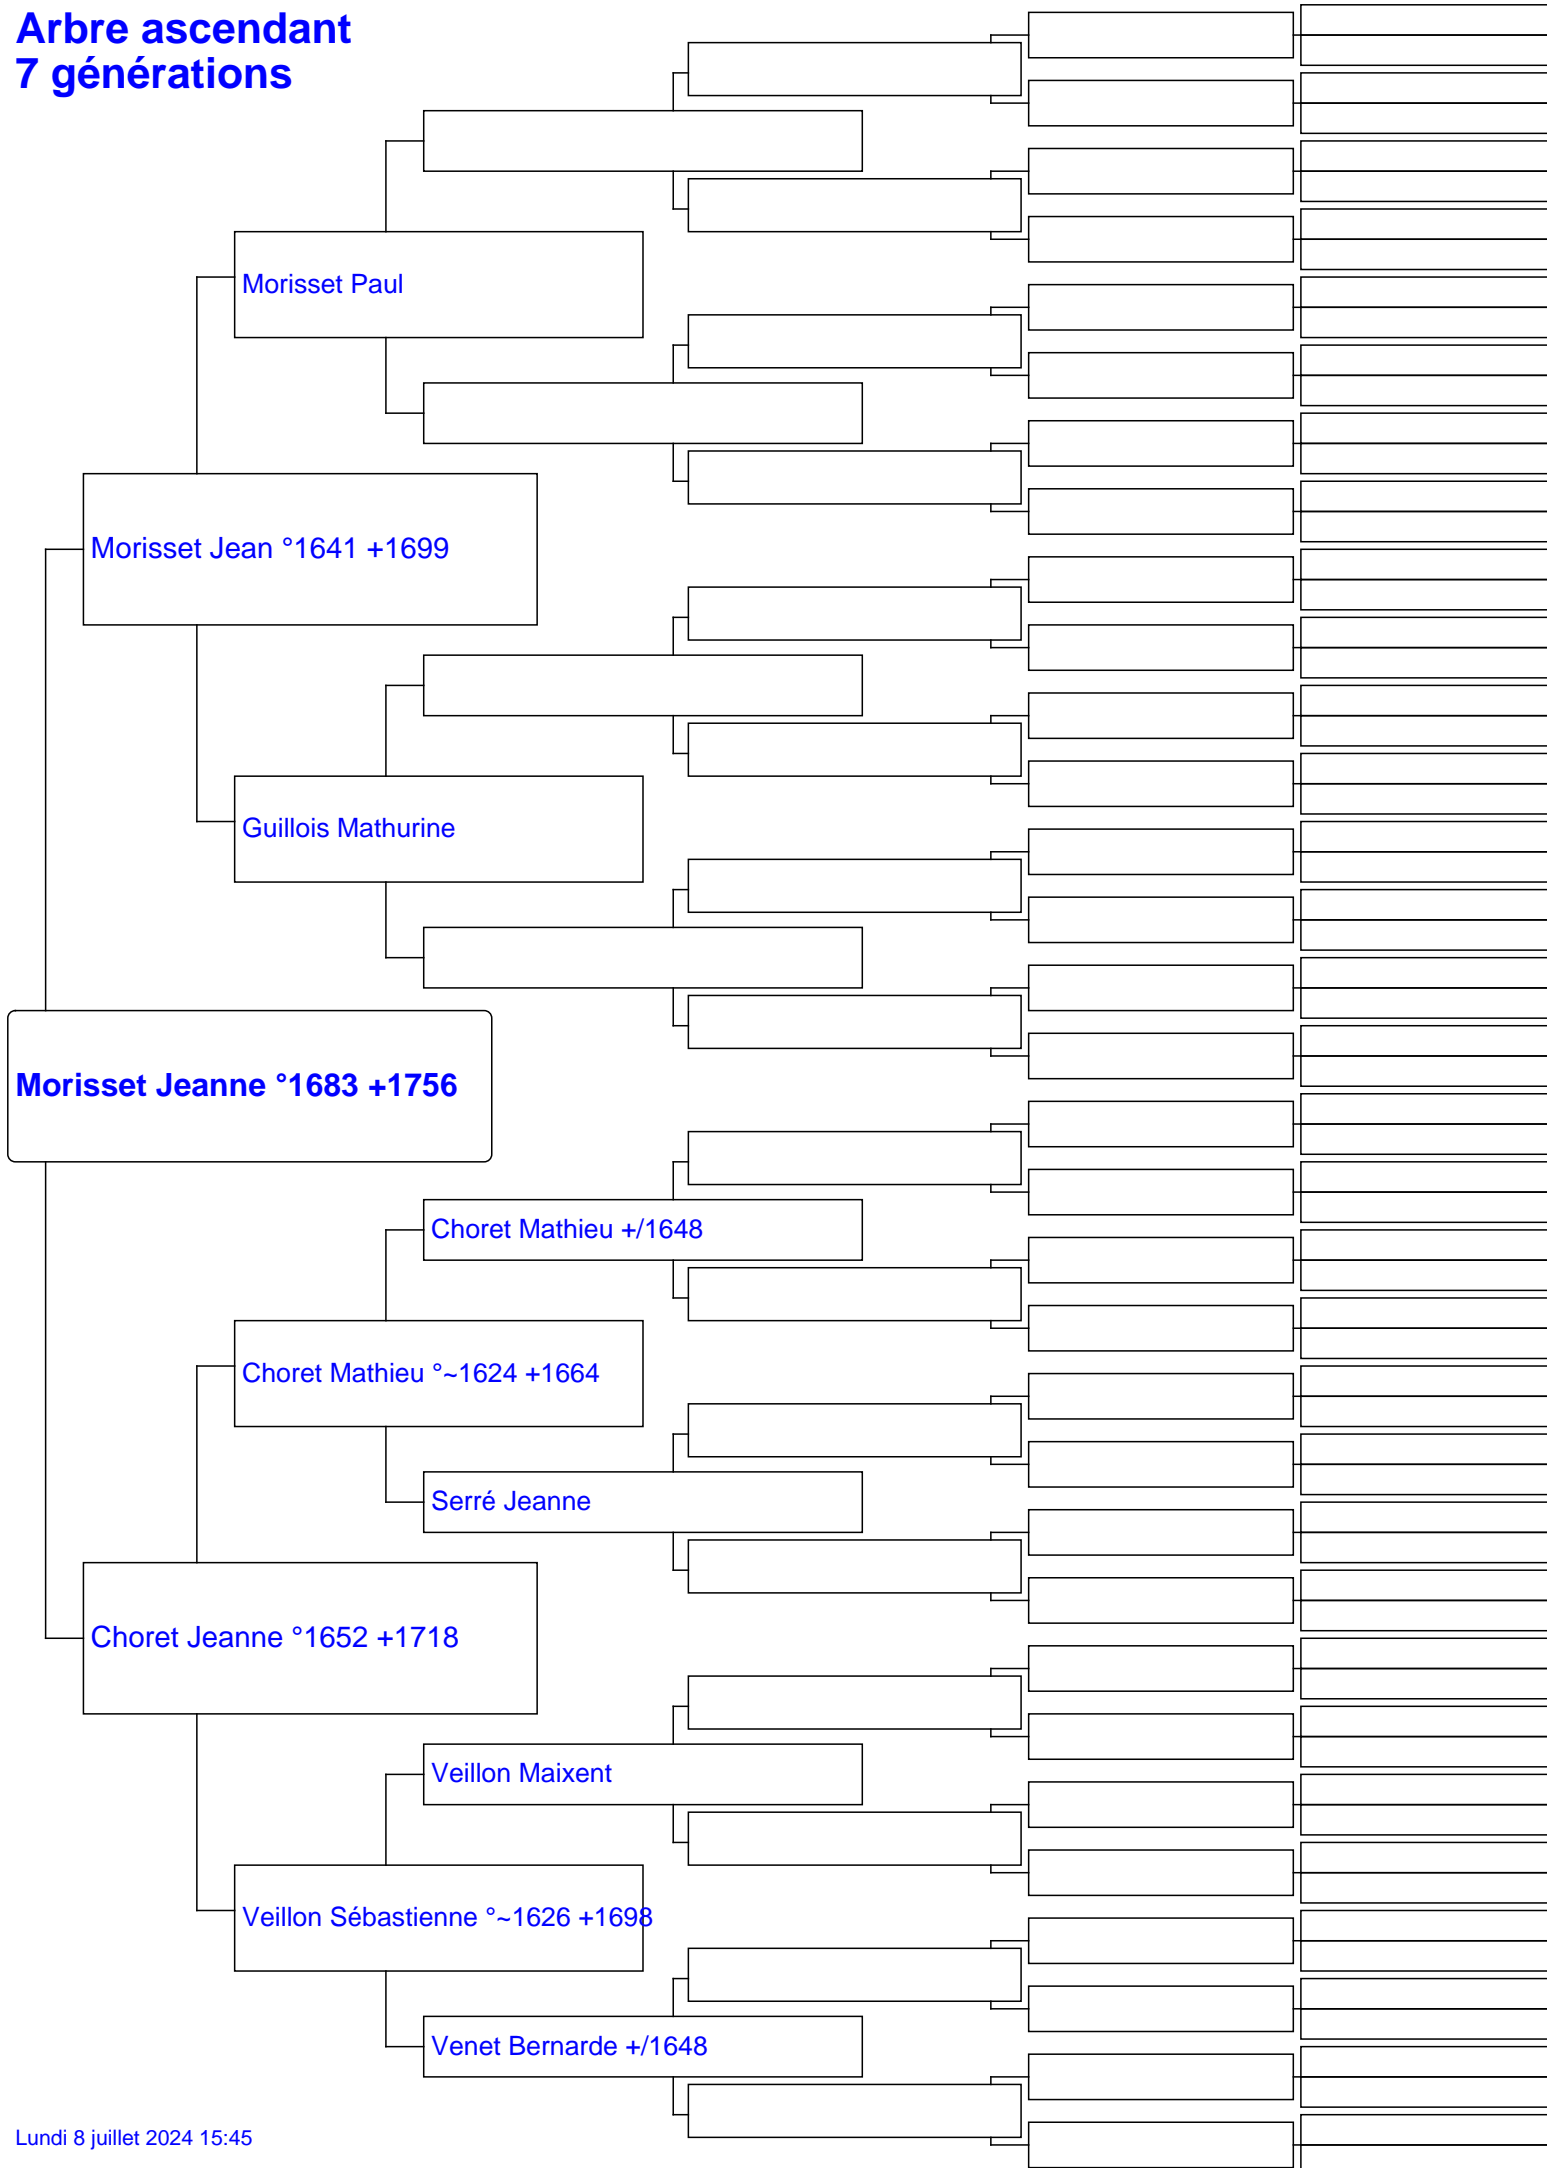 Arbre ascendant
7 générations
Morisset Paul
Morisset Jean °1641 +1699
Guillois Mathurine
Morisset Jeanne °1683 +1756
Choret Mathieu +/1648
Choret Mathieu °~1624 +1664
Serré Jeanne
Choret Jeanne °1652 +1718
Veillon Maixent
Veillon Sébastienne °~1626 +1698
Venet Bernarde +/1648
Lundi 8 juillet 2024 15:45